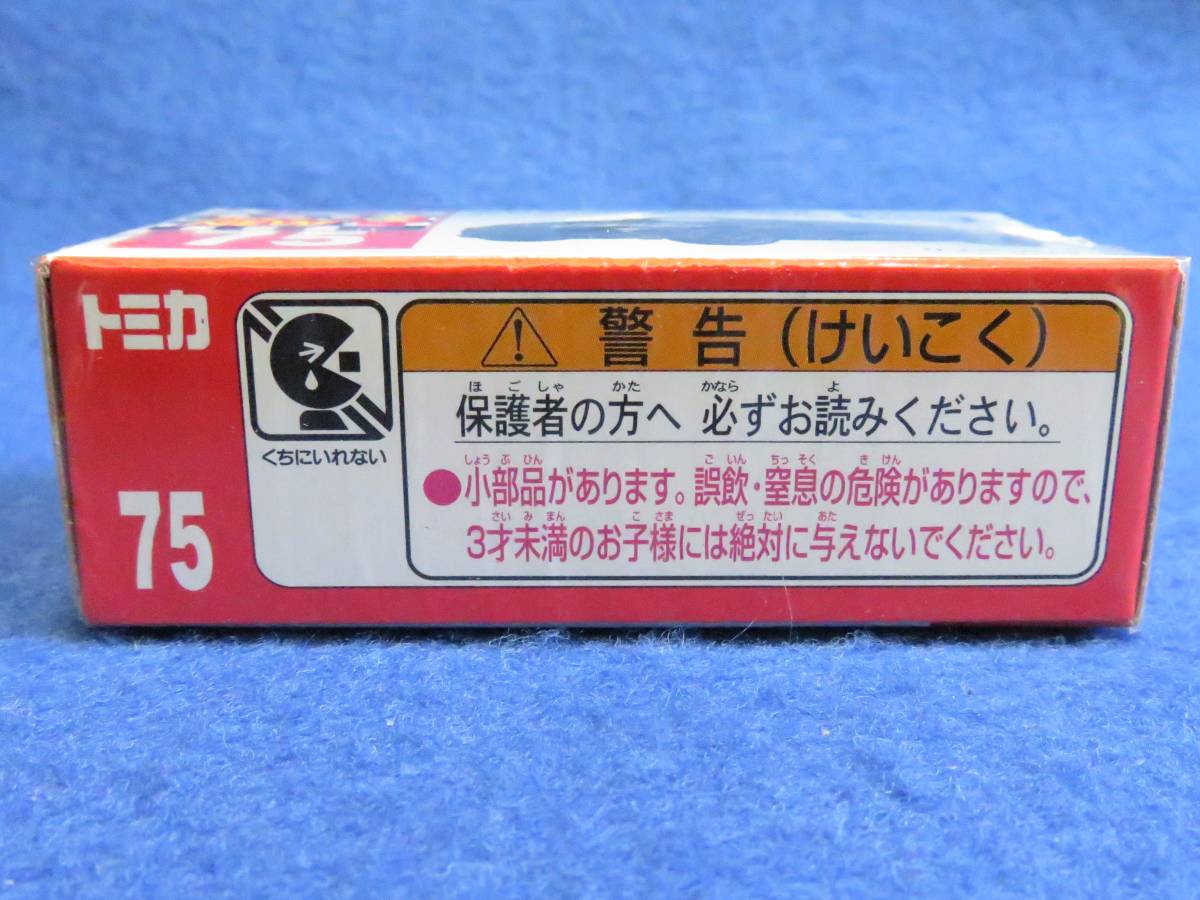 75
トミカ
くちにいれない
75
警告(けいこく)
ほごしゃ かた かなら よ
保護者の方へ 必ずお読みください。
しょうぶひん ごいん ちっそく きけん
●小部品があります。誤飲・窒息の危険がありますので、
さいみまん こさま ぜったい あた
3才未満のお子様には絶対に与えないでください。